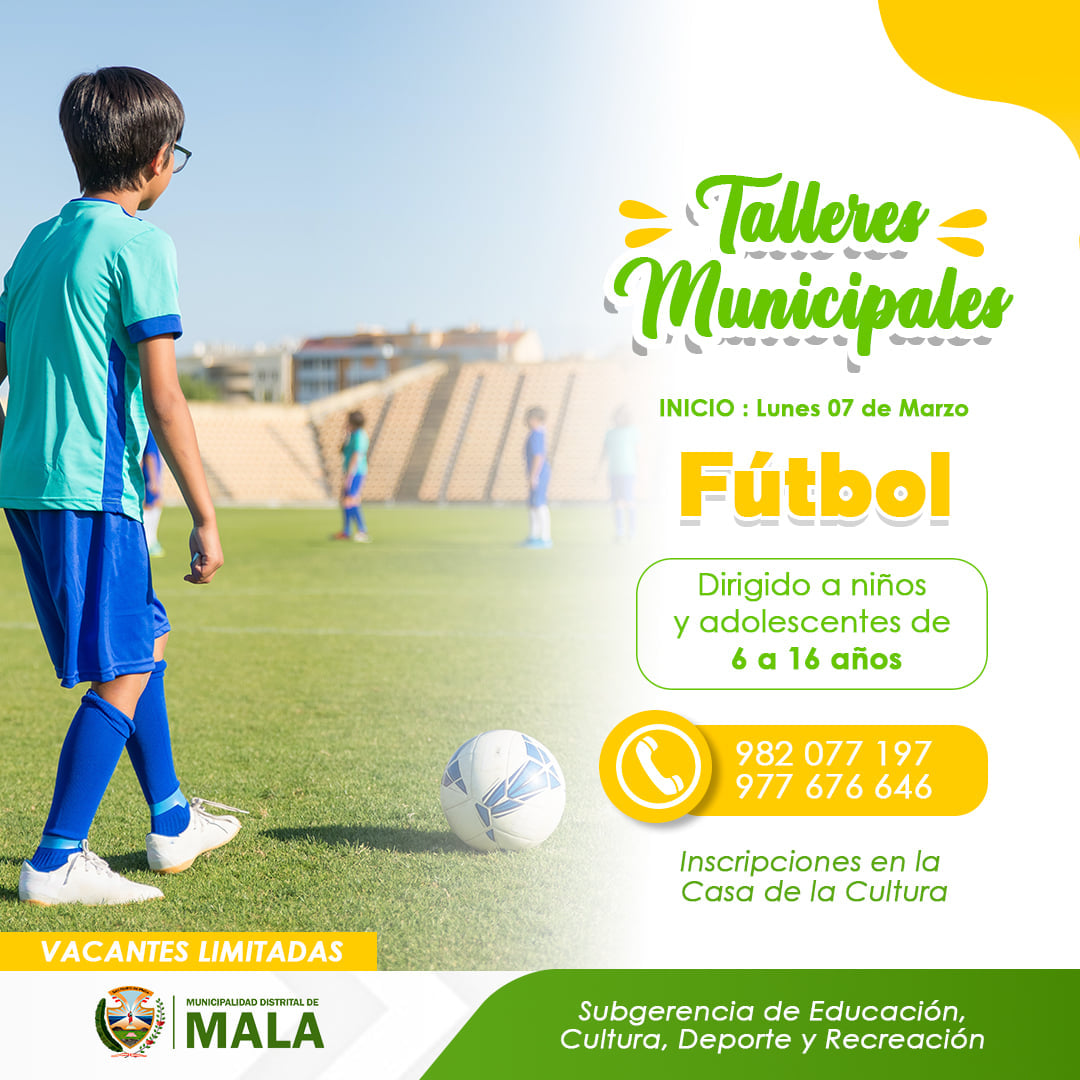 Talleres
Municipales
INICIO : Lunes 07 de Marzo
Fútbol
Dirigido a niños
y adolescentes de
6 a 16 años
982 077 197
977 676 646
Inscripciones en la
Casa de la Cultura
VACANTES LIMITADAS
MUNICIPALIDAD DISTRITAL DE
MALA
Subgerencia de Educación,
Cultura, Deporte y Recreación